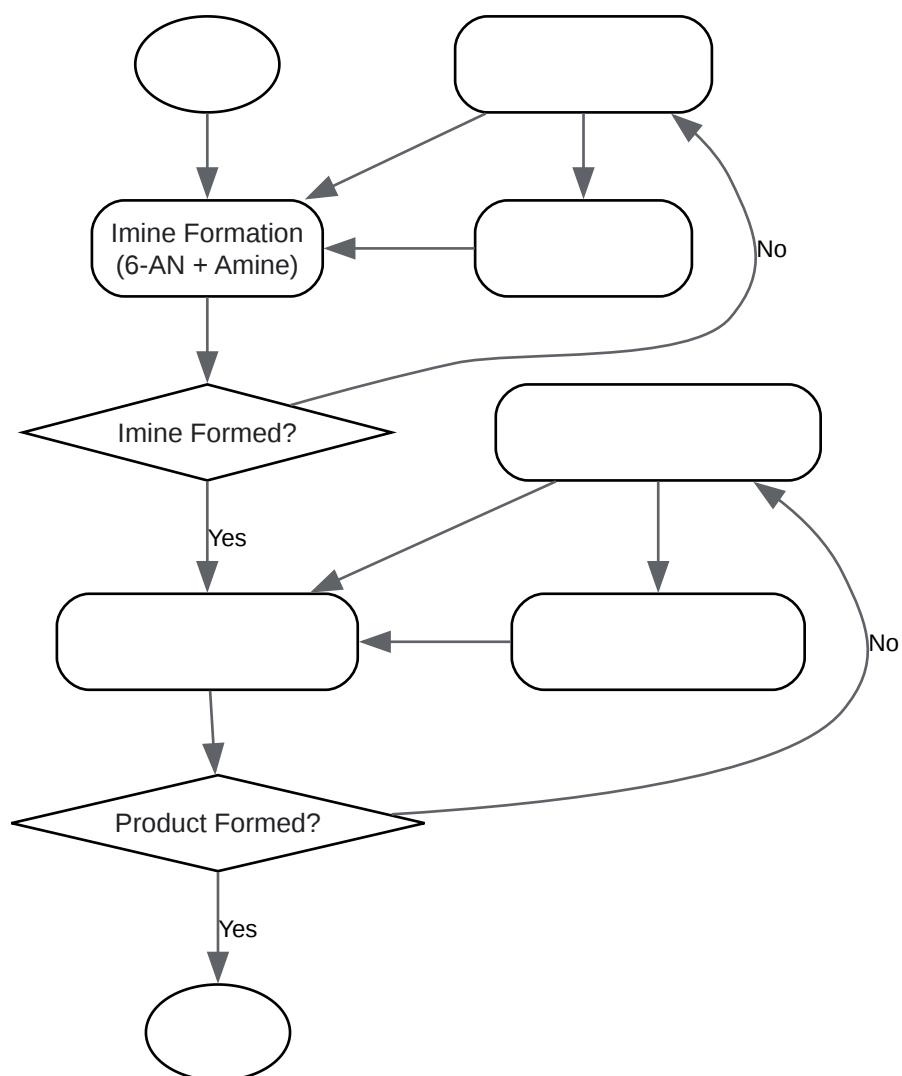 Imine Formation
(6-AN + Amine)
No
Imine Formed?
Yes
No
Product Formed?
Yes